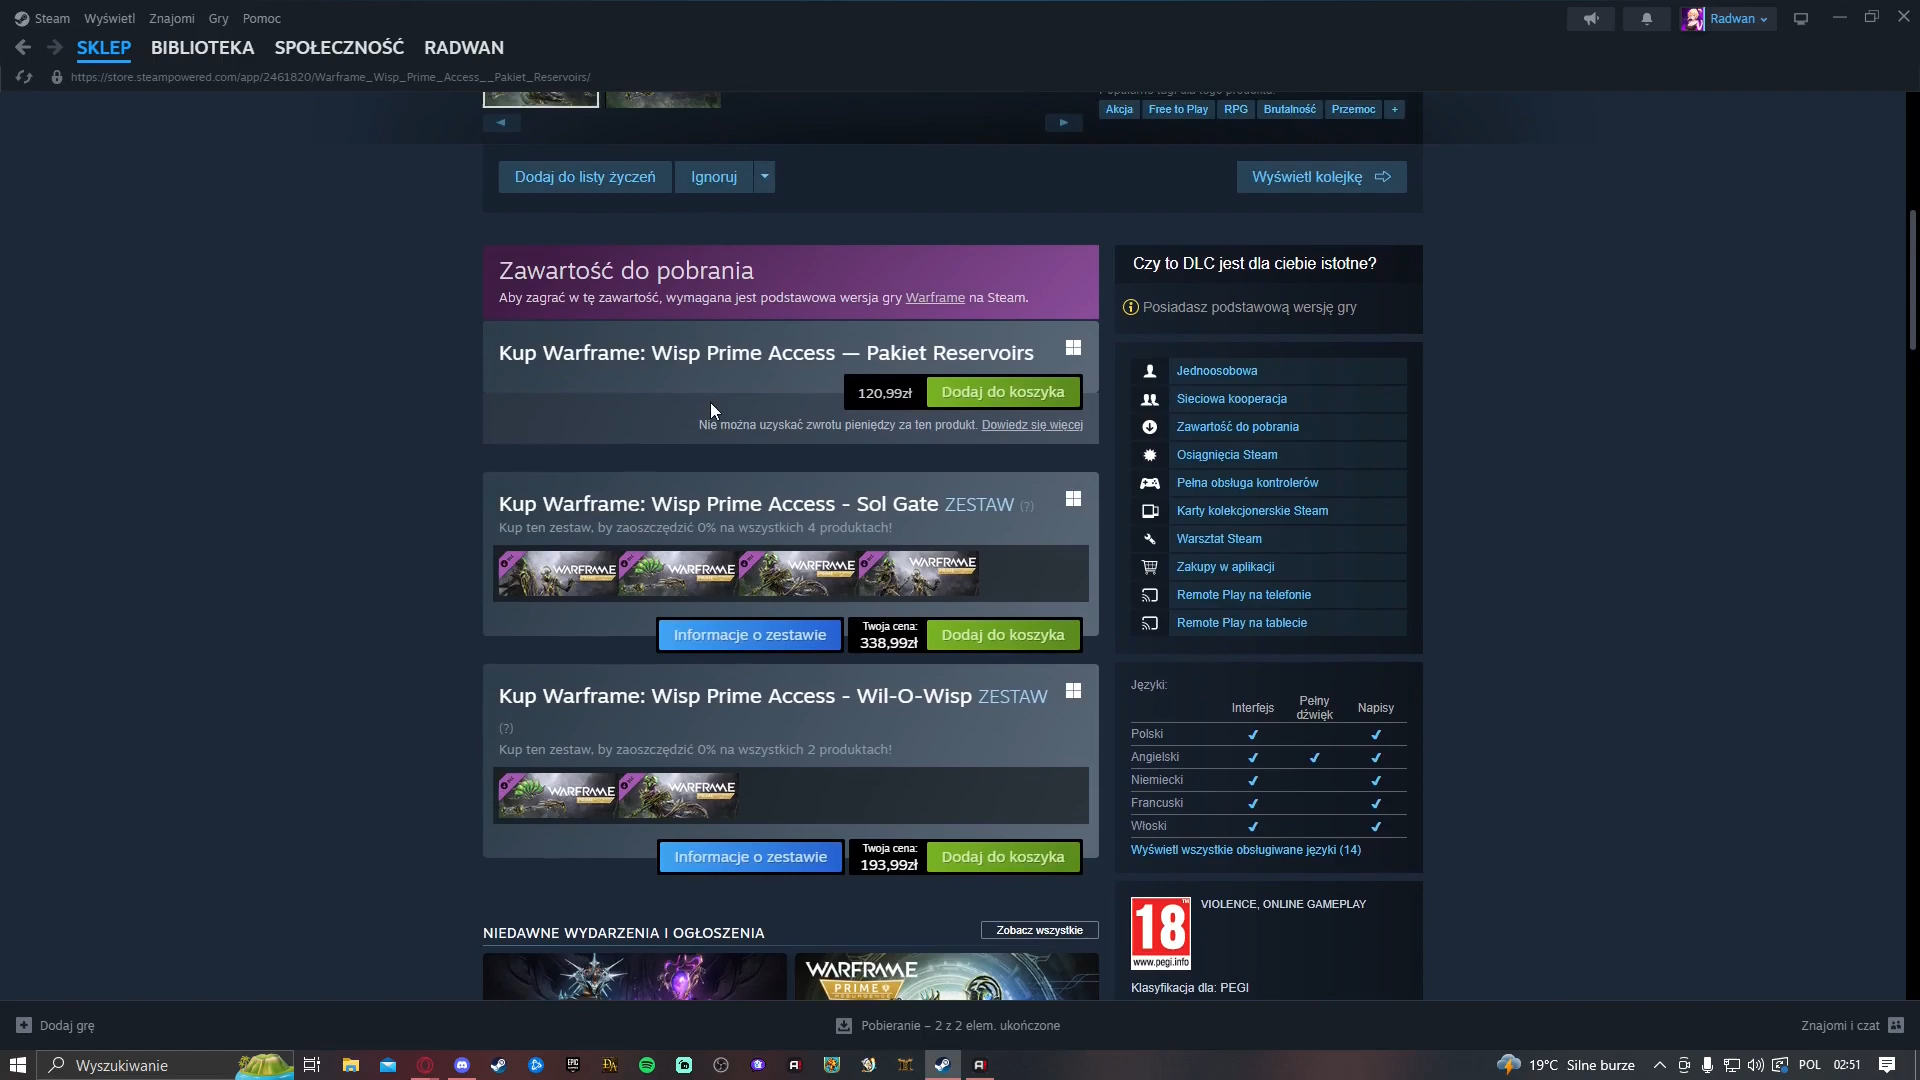 Steam Wyświetl Znajomi Gry Pomoc
Radwan
SKLEP BIBLIOTEKA SPOŁECZNOŚĆ RADWAN
https://store.steampowered.com/app/2461820/Warframe_Wisp_Prime_Access__Pakiet_Reservoirs/
Akcja Free to Play RPG Brutalność Przemoc +
Dodaj do listy życzeń Ignoruj Wyświetl kolejkę
Zawartość do pobrania
Aby zagrać w tę zawartość, wymagana jest podstawowa wersja gry Warframe na Steam.
Kup Warframe: Wisp Prime Access — Pakiet Reservoirs
120,99zł Dodaj do koszyka
Nie można uzyskać zwrotu pieniędzy za ten produkt. Dowiedz się więcej
Kup Warframe: Wisp Prime Access - Sol Gate ZESTAW (?)
Kup ten zestaw, by zaoszczędzić 0% na wszystkich 4 produktach!
WARFRAME WARFRAME WARFRAME WARFRAME
Informacje o zestawie
Twoja cena:
338,99zł
Dodaj do koszyka
Kup Warframe: Wisp Prime Access - Wil-O-Wisp ZESTAW
(?)
Kup ten zestaw, by zaoszczędzić 0% na wszystkich 2 produktach!
WARFRAME WARFRAME
Informacje o zestawie
Twoja cena:
193,99zł
Dodaj do koszyka
NIEDAWNE WYDARZENIA I OGŁOSZENIA
Zobacz wszystkie
WARFRAME
PRIME
Czy to DLC jest dla ciebie istotne?
Posiadasz podstawową wersję gry
Jednoosobowa
Sieciowa kooperacja
Zawartość do pobrania
Osiągnięcia Steam
Pełna obsługa kontrolerów
Karty kolekcjonerskie Steam
Warsztat Steam
Zakupy w aplikacji
Remote Play na telefonie
Remote Play na tablecie
Języki:
Interfejs Pełny dźwięk Napisy
Polski
Angielski
Niemiecki
Francuski
Włoski
Wyświetl wszystkie obsługiwane języki (14)
18
www.pegi.info
VIOLENCE, ONLINE GAMEPLAY
Klasyfikacja dla: PEGI
Dodaj grę
Pobieranie – 2 z 2 elem. ukończone
Znajomi i czat
Wyszukiwanie
19°C Silne burze
POL 02:51